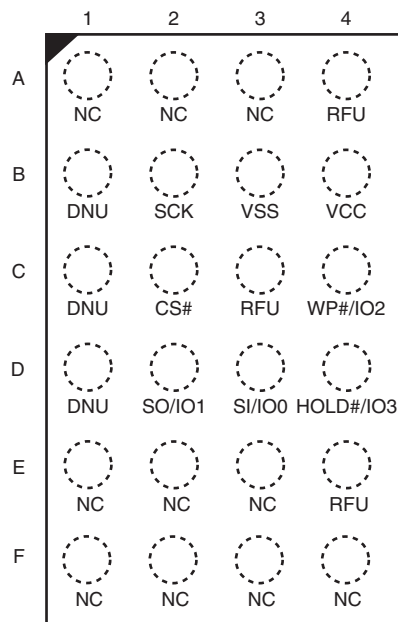 1 2 3 4
A
NC NC NC RFU
B
DNU SCK VSS VCC
C
DNU CS# RFU WP#/IO2
D
DNU SO/IO1 SI/IO0 HOLD#/IO3
E
NC NC NC RFU
F
NC NC NC NC